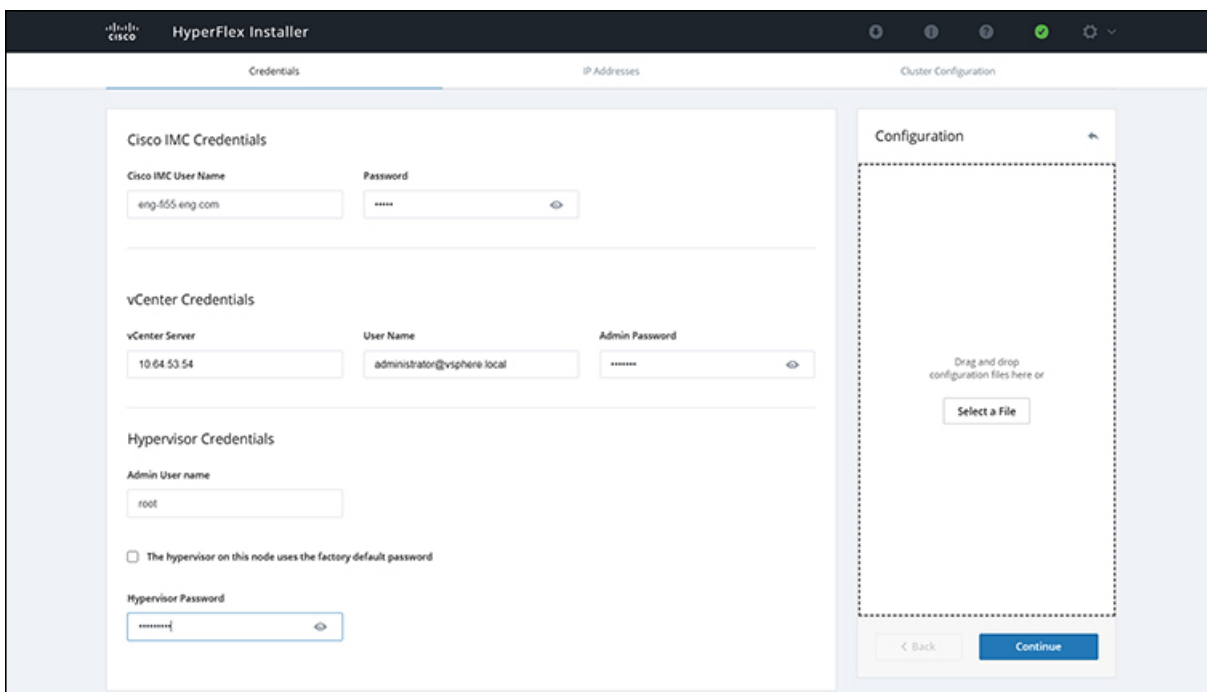 cisco HyperFlex Installer
Credentials IP Addresses Cluster Configuration
Cisco IMC Credentials
Cisco IMC User Name Password
eng-fi55.eng.com •••••
vCenter Credentials
vCenter Server User Name Admin Password
10.64.53.54 administrator@vsphere.local •••••••
Hypervisor Credentials
Admin User name
root
The hypervisor on this node uses the factory default password
Hypervisor Password
•••••••••
Configuration
Drag and drop
configuration files here or
Select a File
< Back Continue